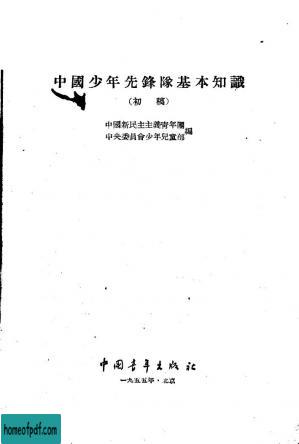 中國少年先鋒隊基本知識
(初 稿)
中國新民主主義青年團
中央委員會少年兒童部
編
中國青年出版社
一九五五年·北京
homeofpdf.com